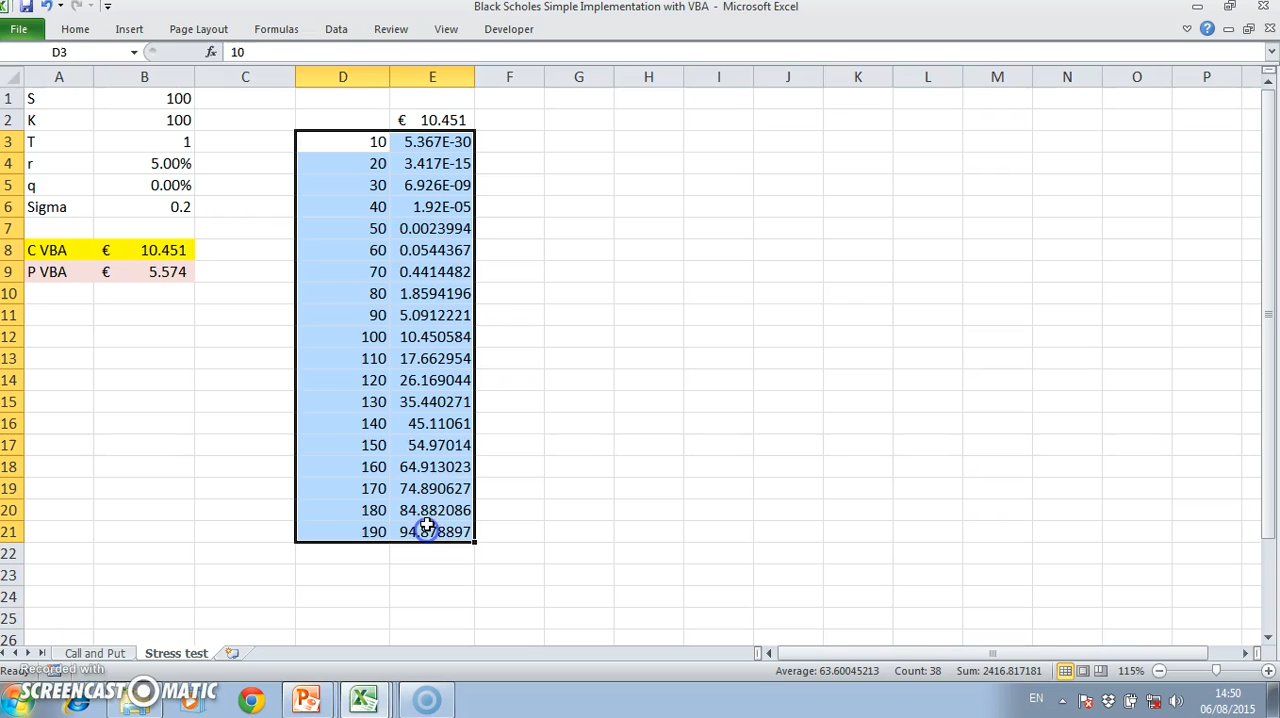 Black Scholes Simple Implementation with VBA - Microsoft Excel
File Home Insert Page Layout Formulas Data Review View Developer
D3 fx 10
A B C D E F G H I J K L M N O P
1 S 100
2 K 100 € 10.451
3 T 1 10 5.367E-30
4 r 5.00% 20 3.417E-15
5 q 0.00% 30 6.926E-09
6 Sigma 0.2 40 1.92E-05
7 50 0.0023994
8 C VBA € 10.451 60 0.0544367
9 P VBA € 5.574 70 0.4414482
10 80 1.8594196
11 90 5.0912221
12 100 10.450584
13 110 17.662954
14 120 26.169044
15 130 35.440271
16 140 45.11061
17 150 54.97014
18 160 64.913023
19 170 74.890627
20 180 84.882086
21 190 94.878897
22
23
24
25
26
Call and Put Stress test
Ready Average: 63.60045213 Count: 38 Sum: 2416.817181 115%
Recorded with
SCREENCAST MATIC
EN 14:50
06/08/2015